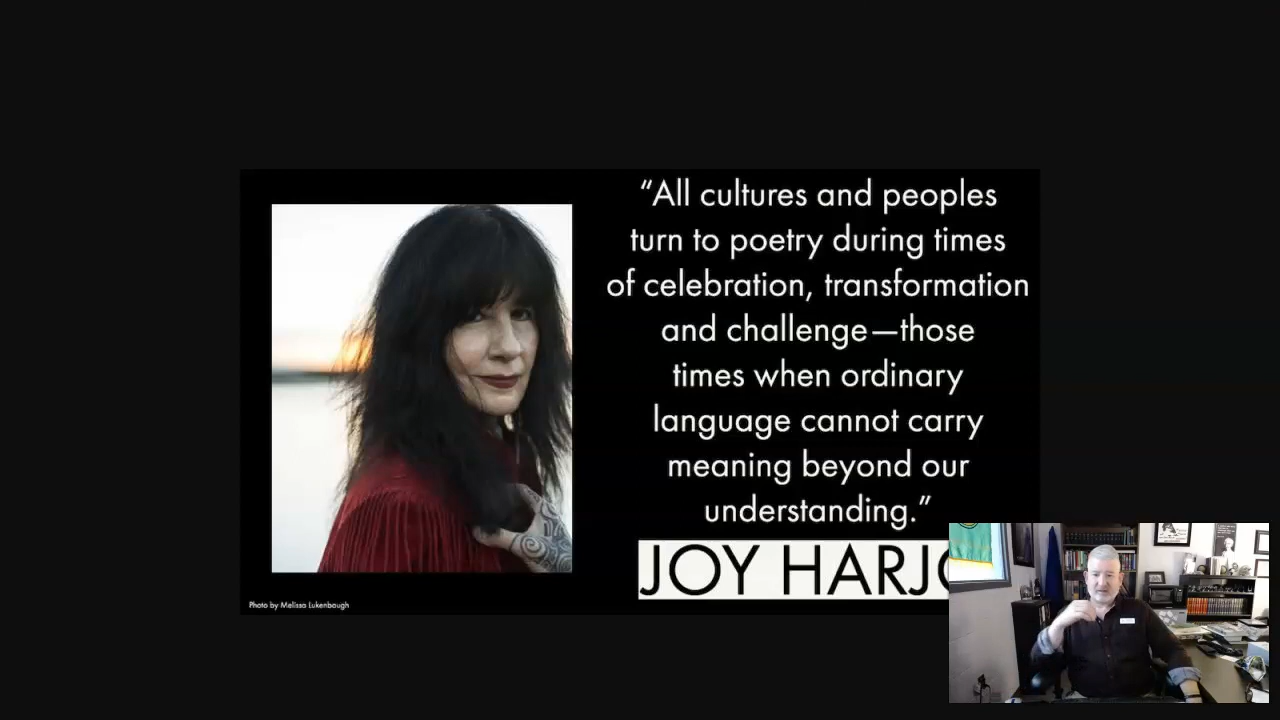 “All cultures and peoples
turn to poetry during times
of celebration, transformation
and challenge—those
times when ordinary
language cannot carry
meaning beyond our
understanding.”
JOY HARJO
Photo by Melissa Lukenbaugh